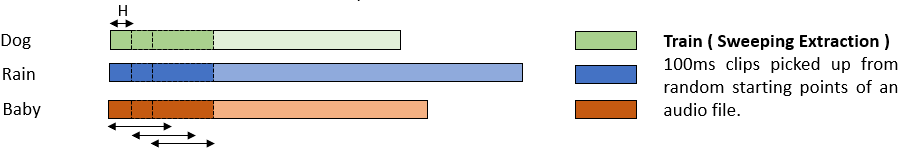 H
Dog
Rain
Baby
Train ( Sweeping Extraction )
100ms clips picked up from
random starting points of an
audio file.